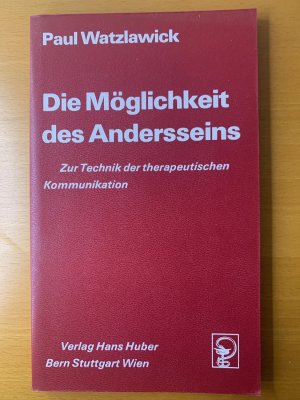 Paul Watzlawick
Die Möglichkeit
des Andersseins
Zur Technik der therapeutischen
Kommunikation
Verlag Hans Huber
Bern Stuttgart Wien